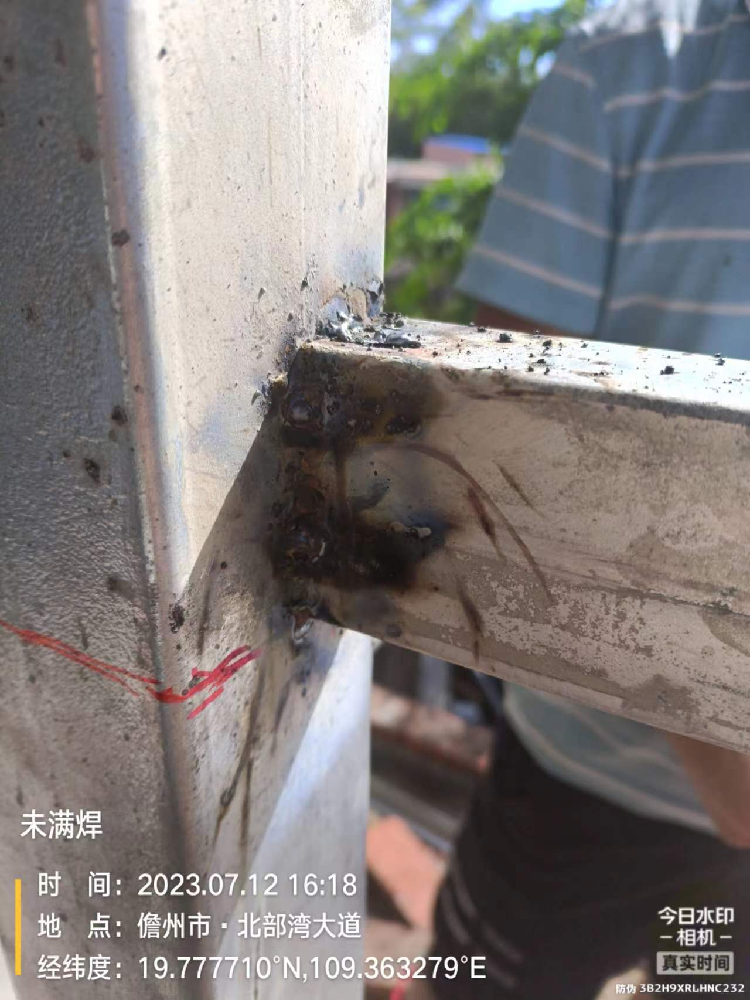 未满焊
时 间：2023.07.12 16:18
地 点：儋州市·北部湾大道
经纬度：19.777710°N,109.363279°E
今日水印
-相机-
真实时间
防伪 3B2H9XRLHNC232